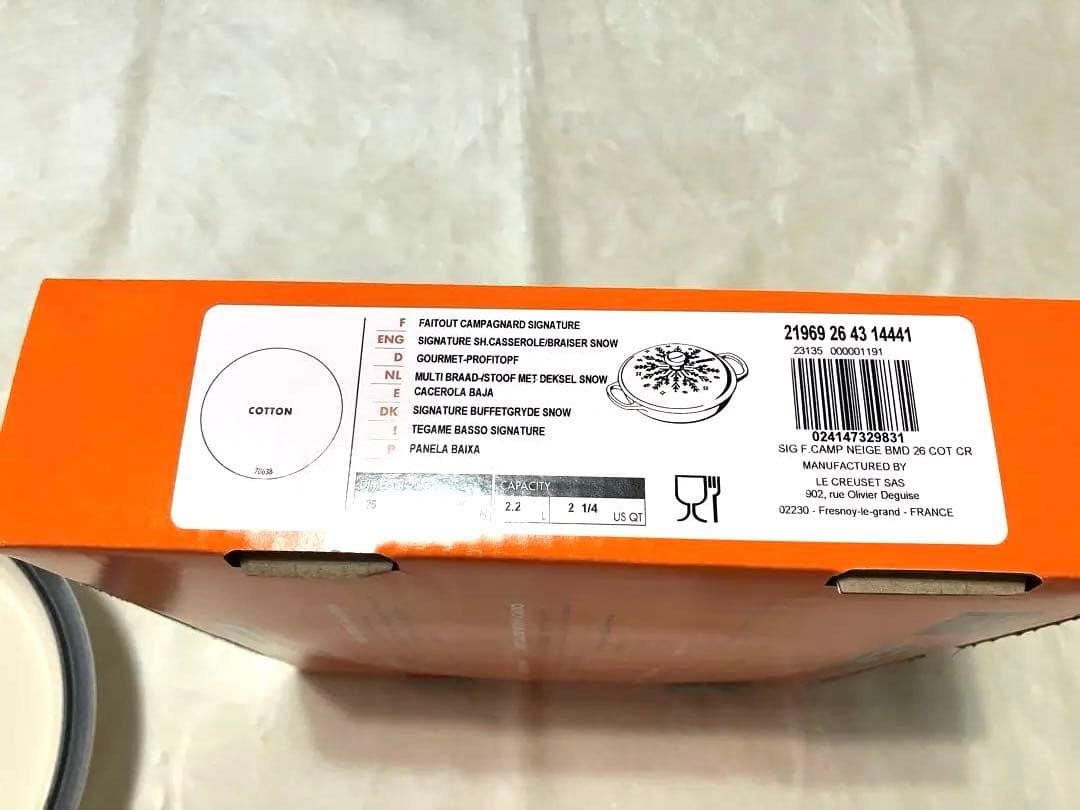 COTTON
70638
F FAITOUT CAMPAGNARD SIGNATURE
ENG SIGNATURE SH.CASSEROLE/BRAISER SNOW
D GOURMET-PROFITOPF
NL MULTI BRAAD-/STOOF MET DEKSEL SNOW
E CACEROLA BAJA
DK SIGNATURE BUFFETGRYDE SNOW
I TEGAME BASSO SIGNATURE
P PANELA BAIXA
CAPACITY
2.2 L 2 1/4 US QT
21969 26 43 14441
23135 000001191
024147329831
SIG F.CAMP NEIGE BMD 26 COT CR
MANUFACTURED BY
LE CREUSET SAS
902, rue Olivier Deguise
02230 - Fresnoy-le-grand - FRANCE